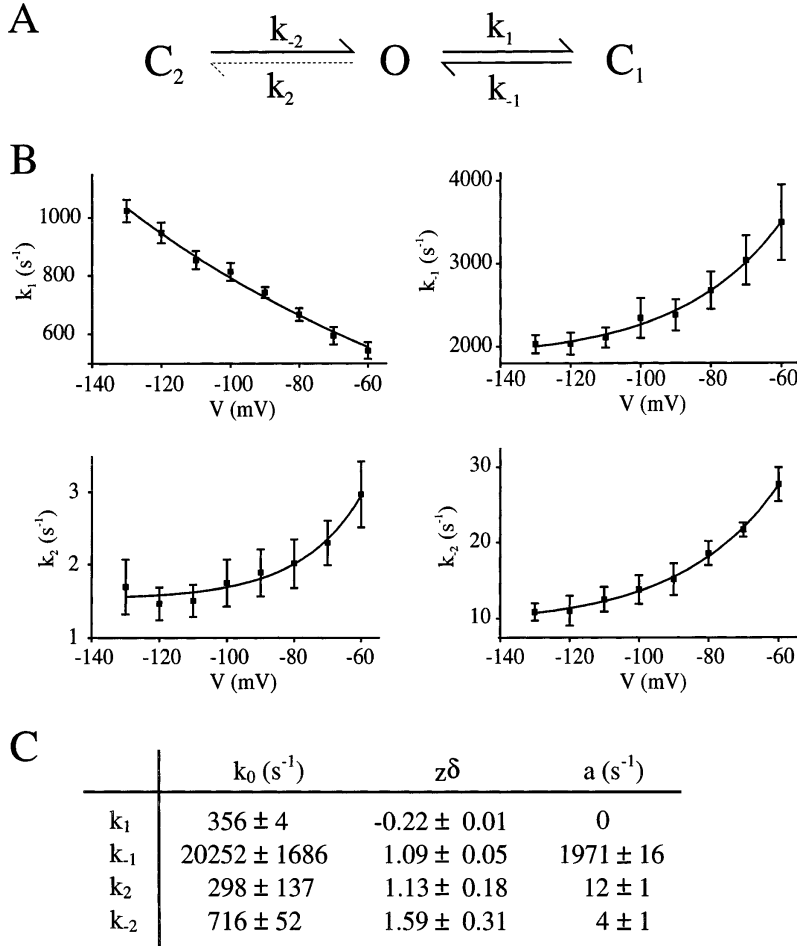 A
C₂ k₋₂ k₂ O k₁ k₋₁ C₁
B
k₁ (s⁻¹)
1000
800
600
-140 -120 -100 -80 -60
V (mV)
k₋₁ (s⁻¹)
4000
3000
2000
-140 -120 -100 -80 -60
V (mV)
k₂ (s⁻¹)
3
2
1
-140 -120 -100 -80 -60
V (mV)
k₋₂ (s⁻¹)
30
20
10
-140 -120 -100 -80 -60
V (mV)
C
k₀ (s⁻¹) zδ a (s⁻¹)
k₁ 356 ± 4 -0.22 ± 0.01 0
k₋₁ 20252 ± 1686 1.09 ± 0.05 1971 ± 16
k₂ 298 ± 137 1.13 ± 0.18 12 ± 1
k₋₂ 716 ± 52 1.59 ± 0.31 4 ± 1